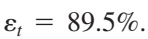 εₜ = 89.5%.